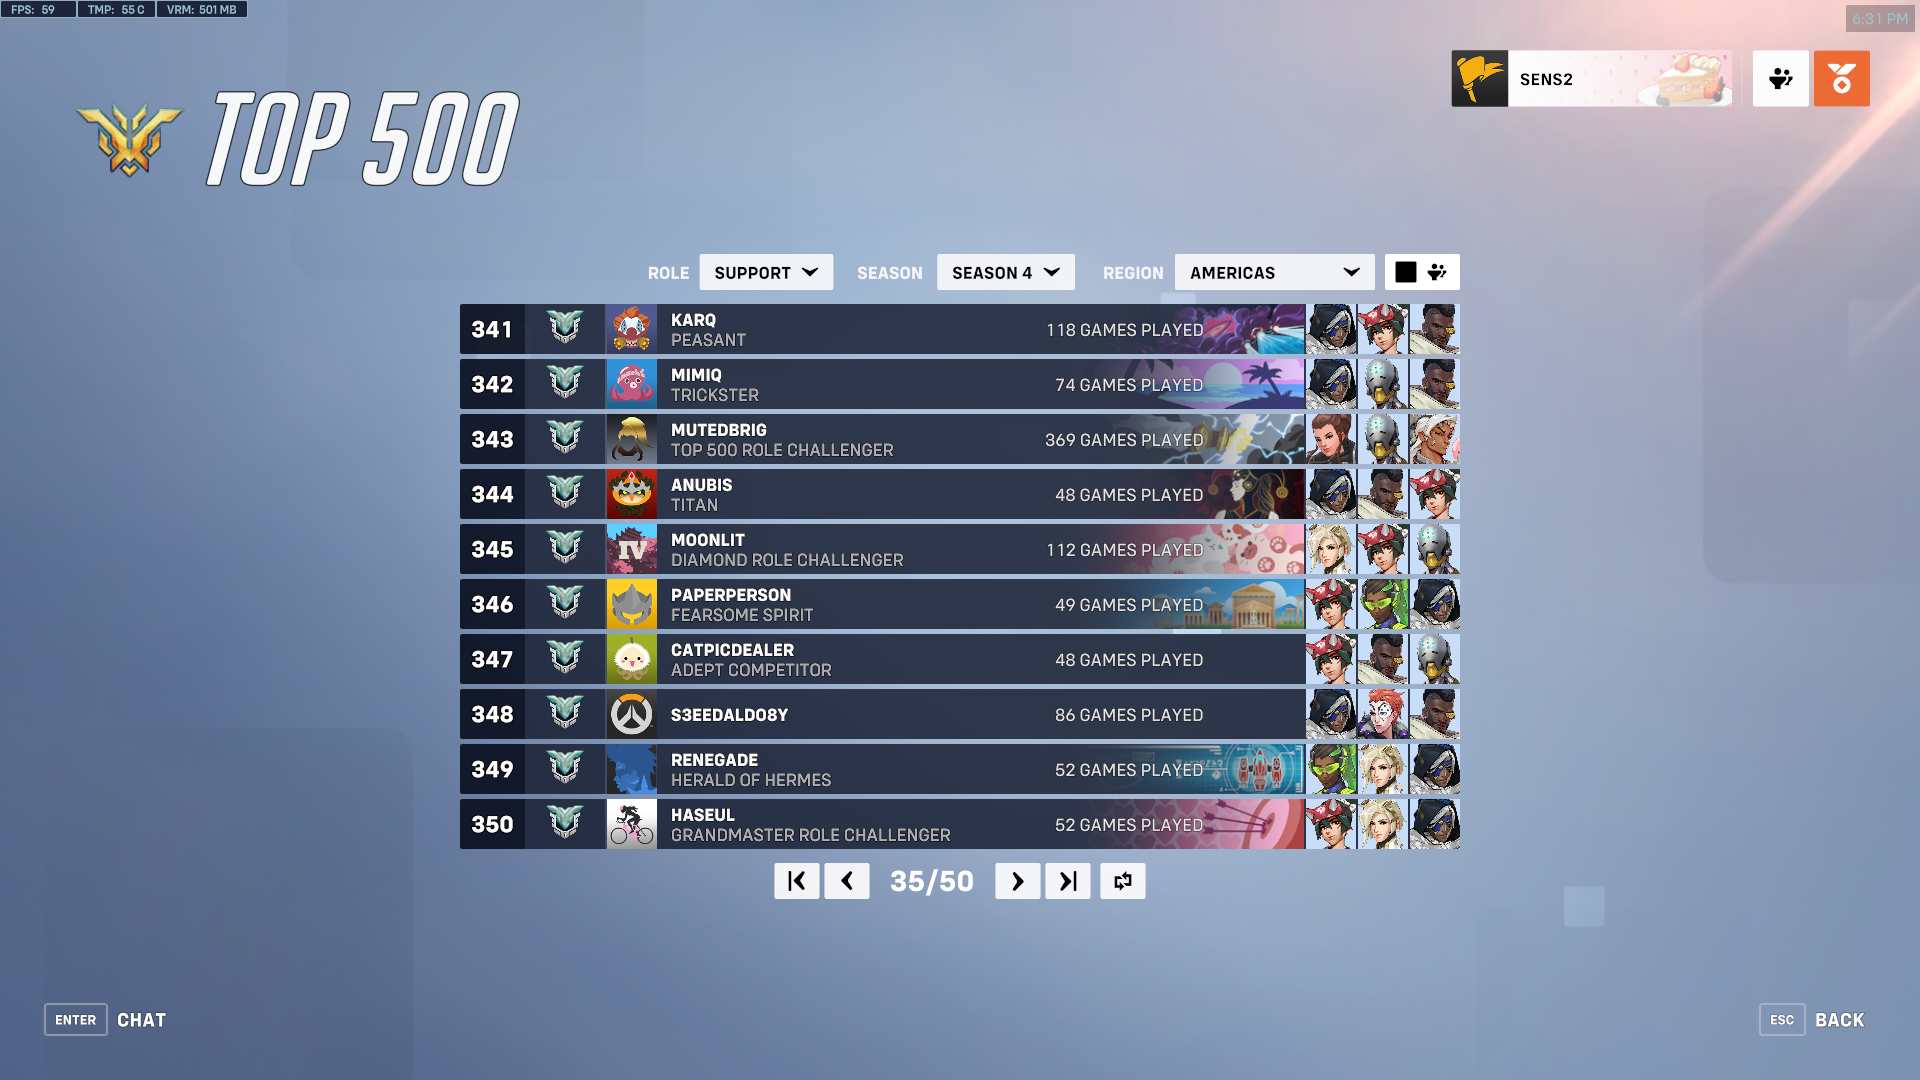 FPS: 59 TMP: 55 C VRM: 501 MB
6:31 PM
TOP 500
SENS2
ROLE SUPPORT SEASON SEASON 4 REGION AMERICAS
341 KARQ 118 GAMES PLAYED
PEASANT
342 MIMIQ 74 GAMES PLAYED
TRICKSTER
343 MUTEDBRIG 369 GAMES PLAYED
TOP 500 ROLE CHALLENGER
344 ANUBIS 48 GAMES PLAYED
TITAN
345 IV MOONLIT 112 GAMES PLAYED
DIAMOND ROLE CHALLENGER
346 PAPERPERSON 49 GAMES PLAYED
FEARSOME SPIRIT
347 CATPICDEALER 48 GAMES PLAYED
ADEPT COMPETITOR
348 S3EEDALDO8Y 86 GAMES PLAYED
349 RENEGADE 52 GAMES PLAYED
HERALD OF HERMES
350 HASEUL 52 GAMES PLAYED
GRANDMASTER ROLE CHALLENGER
35/50
ENTER CHAT
ESC BACK